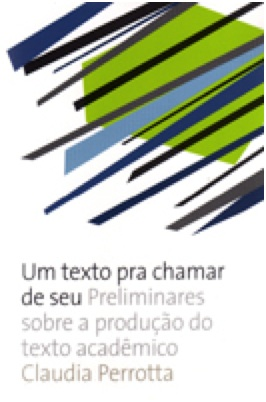 Um texto pra chamar
de seu Preliminares
sobre a produção do
texto acadêmico
Claudia Perrotta